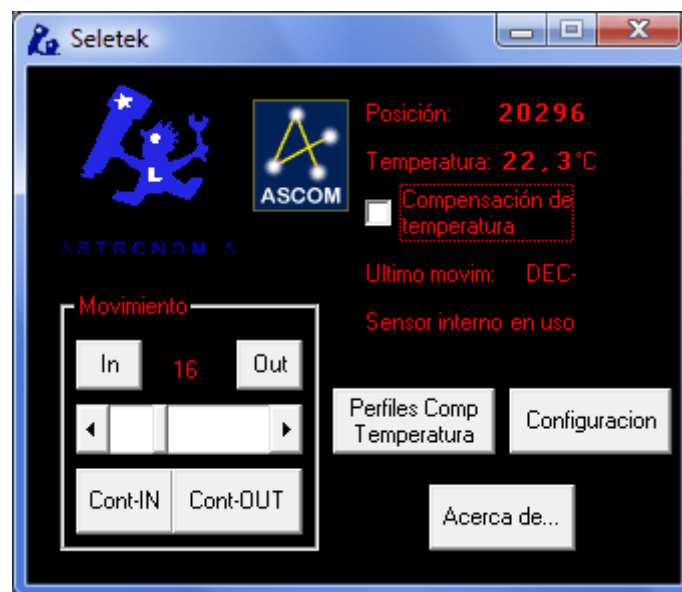 Seletek
Posición: 20296
ASCOM
Temperatura: 22,3°C
Compensación de
temperatura
ASTRONOMIA
Ultimo movim: DEC-
Movimiento
Sensor interno en uso
In 16 Out
Perfiles Comp
Temperatura
Configuracion
Cont-IN Cont-OUT
Acerca de...